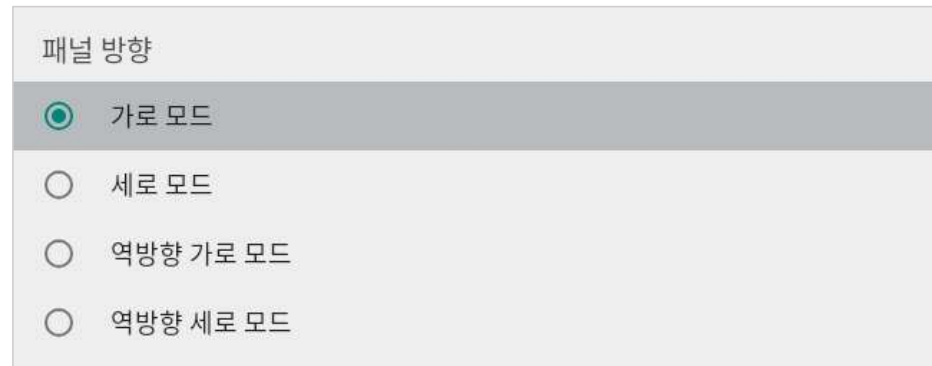 패널 방향
가로 모드
세로 모드
역방향 가로 모드
역방향 세로 모드